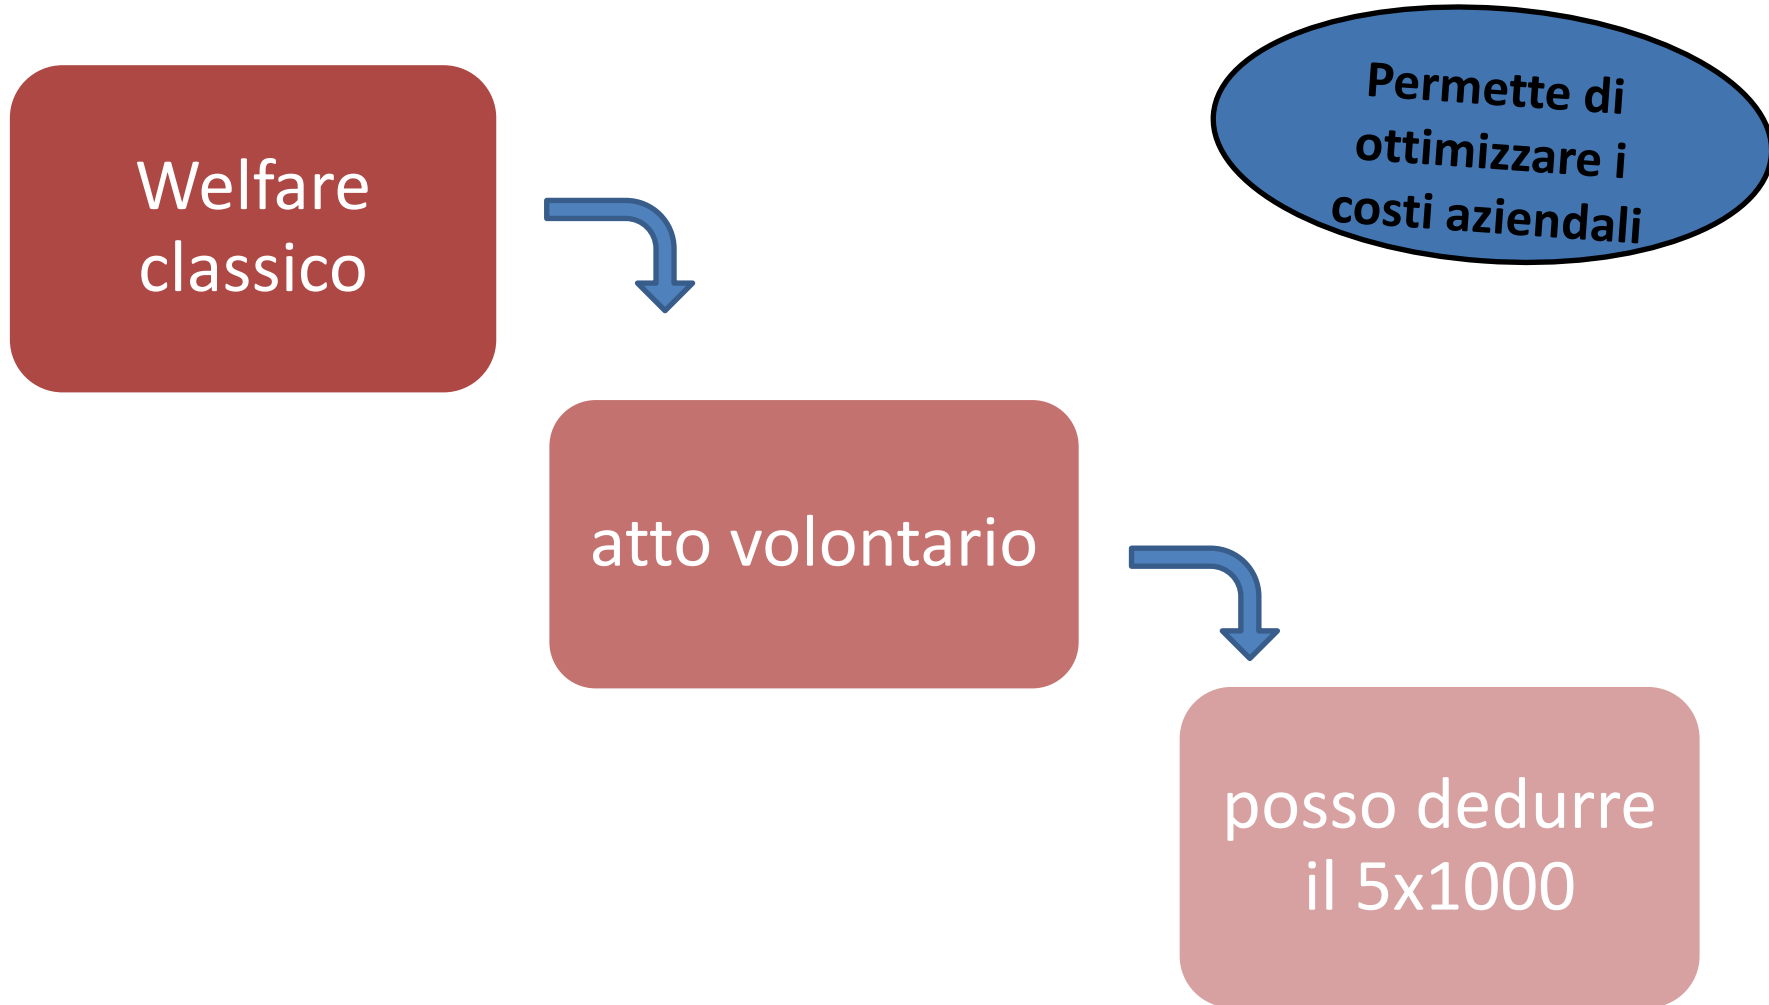 Welfare
classico
Permette di
ottimizzare i
costi aziendali
atto volontario
posso dedurre
il 5x1000